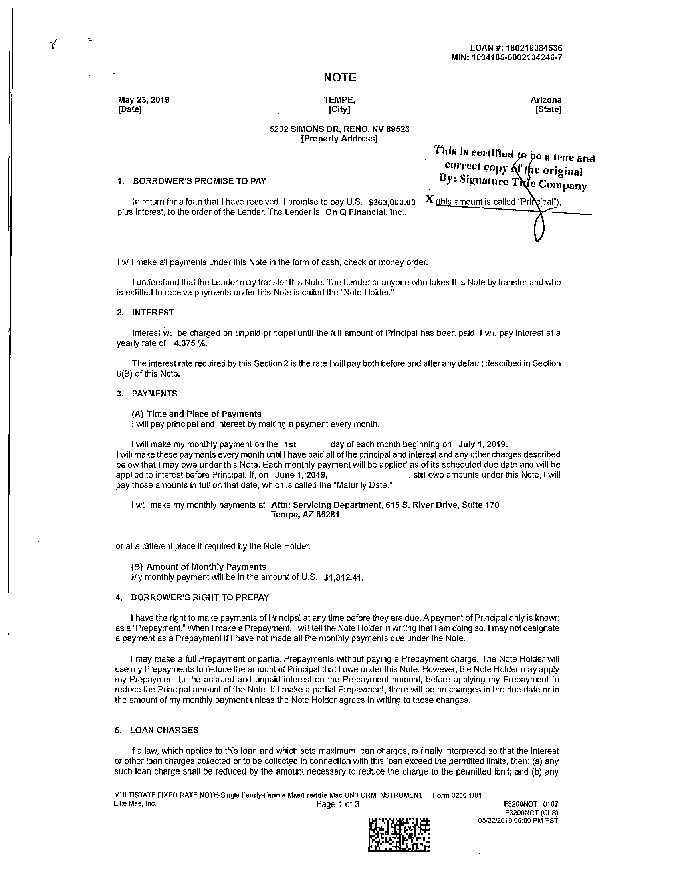 LOAN #: 180219084536
MIN: 1004105-0002134246-7
NOTE
May 23, 2019
[Date]
TEMPE,
[City]
Arizona
[State]
5202 SIMONS DR, RENO, NV 89523
[Property Address]
This is certified to be a true and
correct copy of the original
By: Signature Title Company
X
1. BORROWER'S PROMISE TO PAY
In return for a loan that I have received, I promise to pay U.S. (this amount is called "Principal"),
plus interest, to the order of the Lender. The Lender is On Q Financial, Inc..
I will make all payments under this Note in the form of cash, check or money order.
I understand that the Lender may transfer this Note. The Lender or anyone who takes this Note by transfer and who
is entitled to receive payments under this Note is called the "Note Holder."
2. INTEREST
Interest will be charged on unpaid principal until the full amount of Principal has been paid. I will pay interest at a
yearly rate of 4.375 %.
The interest rate required by this Section 2 is the rate I will pay both before and after any default described in Section
6(B) of this Note.
3. PAYMENTS
(A) Time and Place of Payments
I will pay principal and interest by making a payment every month.
I will make my monthly payment on the 1st day of each month beginning on July 1, 2019.
I will make these payments every month until I have paid all of the principal and interest and any other charges described
below that I may owe under this Note. Each monthly payment will be applied as of its scheduled due date and will be
applied to interest before Principal. If, on amounts under this Note, I will
pay those amounts in full on that date, which is called the "Maturity Date."
I will make my monthly payments at Attn: Servicing Department, 615 S. River Drive, Suite 170
Tempe, AZ 85281
or at a different place if required by the Note Holder.
(B) Amount of Monthly Payments
My monthly payment will be in the amount of U.S. $1,812.41.
4. BORROWER'S RIGHT TO PREPAY
I have the right to make payments of Principal at any time before they are due. A payment of Principal only is known
as a "Prepayment." When I make a Prepayment, I will tell the Note Holder in writing that I am doing so. I may not designate
a payment as a Prepayment if I have not made all the monthly payments due under the Note.
I may make a full Prepayment or partial Prepayments without paying a Prepayment charge. The Note Holder will
use my Prepayments to reduce the amount of Principal that I owe under this Note. However, the Note Holder may apply
my Prepayment to the accrued and unpaid interest on the Prepayment amount, before applying my Prepayment to
reduce the Principal amount of the Note. If I make a partial Prepayment, there will be no changes in the due date or in
the amount of my monthly payment unless the Note Holder agrees in writing to those changes.
5. LOAN CHARGES
If a law, which applies to this loan and which sets maximum loan charges, is finally interpreted so that the interest
or other loan charges collected or to be collected in connection with this loan exceed the permitted limits, then: (a) any
such loan charge shall be reduced by the amount necessary to reduce the charge to the permitted limit; and (b) any
MULTISTATE FIXED RATE NOTE-Single Family-Fannie Mae/Freddie Mac UNIFORM INSTRUMENT Form 3200 1/01
Ellie Mae, Inc.
Page 1 of 3
F3200NOT 0107
F3200NOT (CLS)
05/22/2019 06:09 PM PST